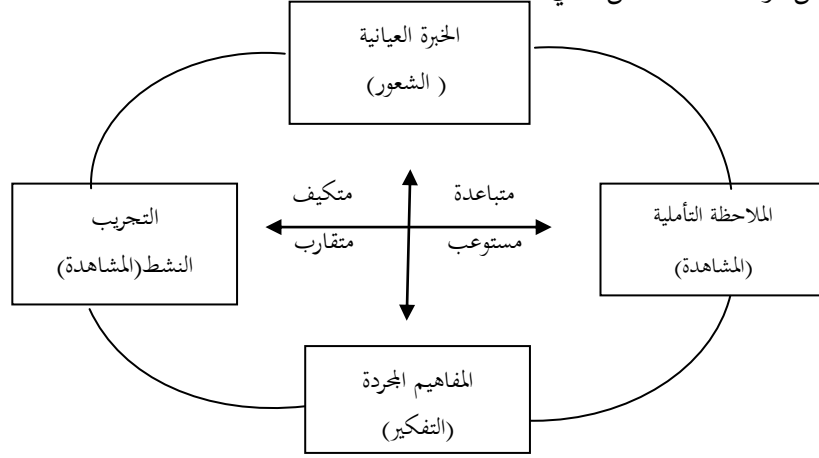 الخبرة العيانية
( الشعور)
متكيف
متباعدة
التجريب
النشط(المشاهدة)
الملاحظة التأملية
(المشاهدة)
متقارب
مستوعب
المفاهيم المجردة
(التفكير)